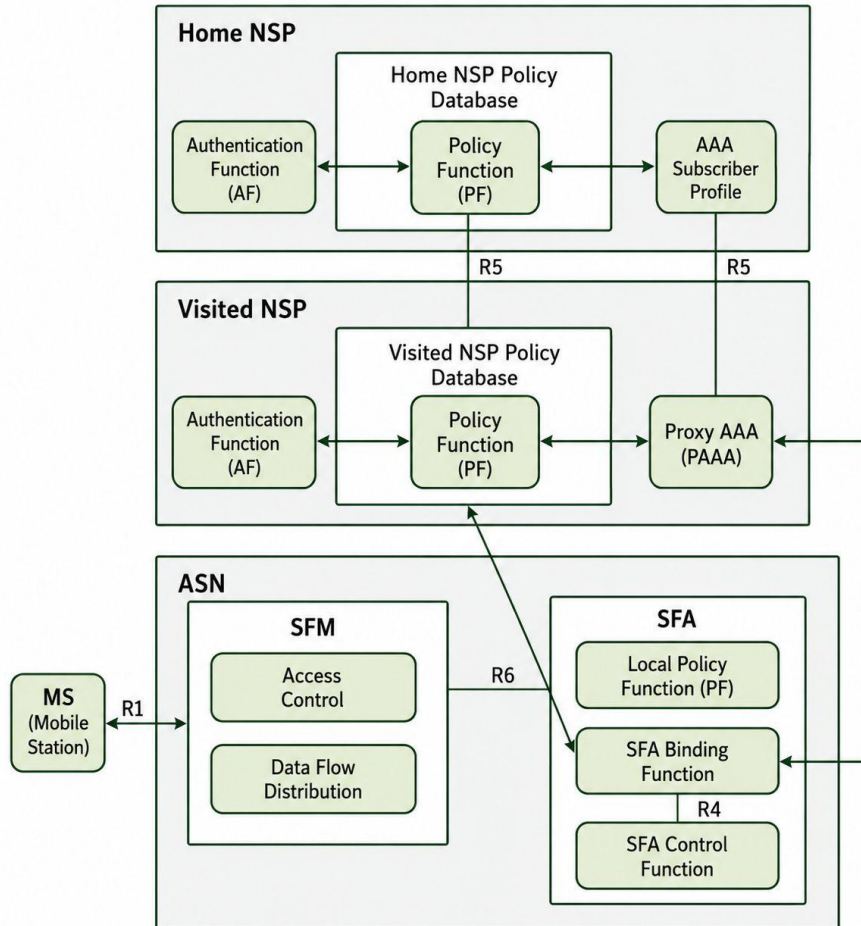 Home NSP
Home NSP Policy
Database
Authentication
Function
(AF)
Policy
Function
(PF)
AAA
Subscriber
Profile
R5
R5
Visited NSP
Visited NSP Policy
Database
Authentication
Function
(AF)
Policy
Function
(PF)
Proxy AAA
(PAAA)
ASN
SFM
Access
Control
Data Flow
Distribution
R6
SFA
Local Policy
Function (PF)
SFA Binding
Function
R4
SFA Control
Function
MS
(Mobile
Station)
R1